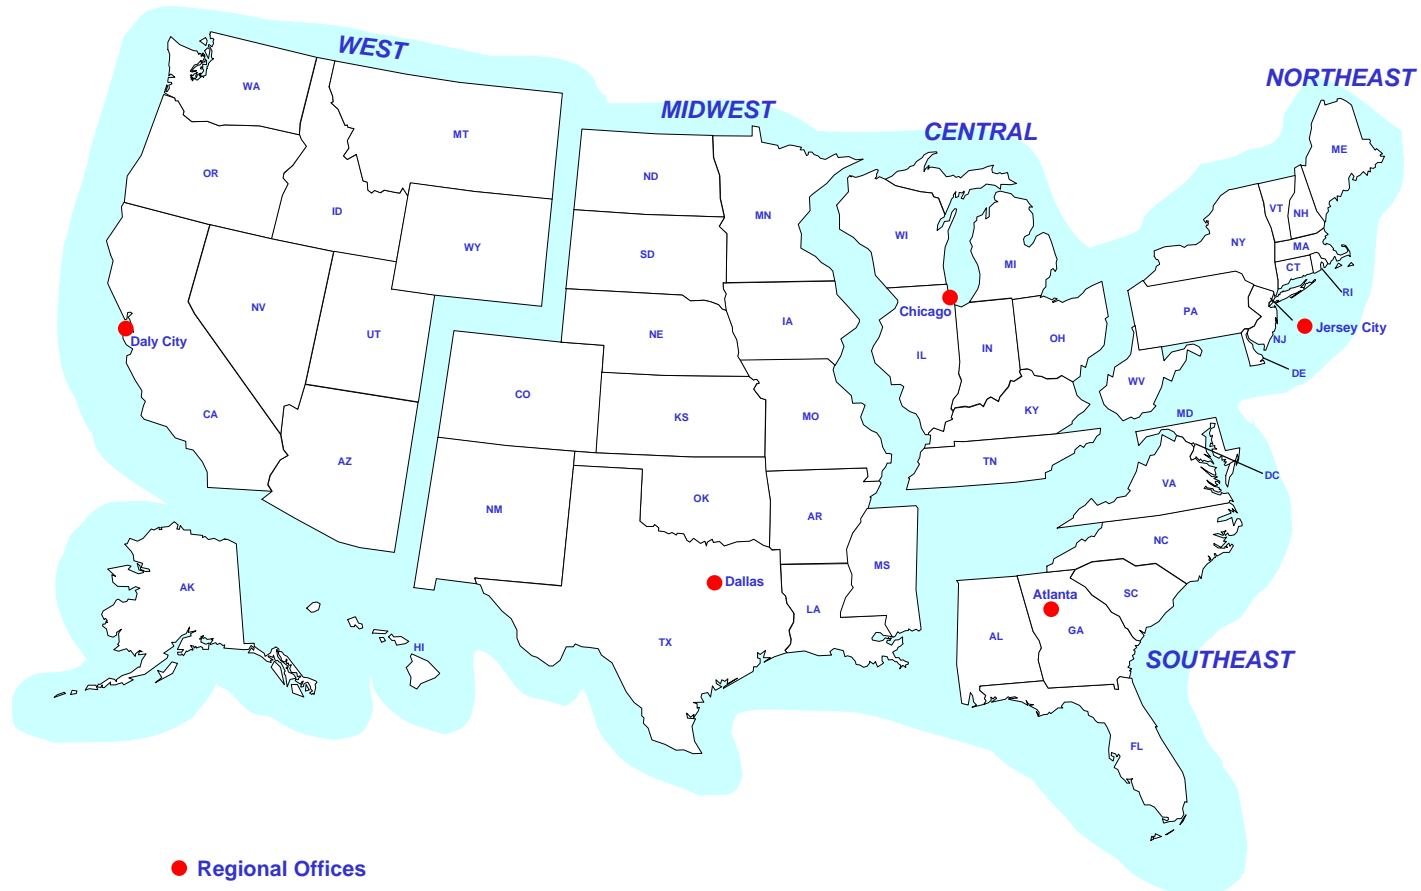 WEST
NORTHEAST
MIDWEST
CENTRAL
WA
MT
ME
OR
ND
ID
MN
VT
NH
WY
SD
WI
NY
MA
MI
CT
RI
NV
UT
NE
IA
Chicago
PA
Daly City
IL
IN
OH
NJ
Jersey City
DE
CO
CA
KS
MO
KY
WV
MD
AZ
TN
DC
NM
OK
AR
VA
NC
AK
Dallas
MS
SC
Atlanta
LA
AL
GA
HI
TX
SOUTHEAST
FL
Regional Offices